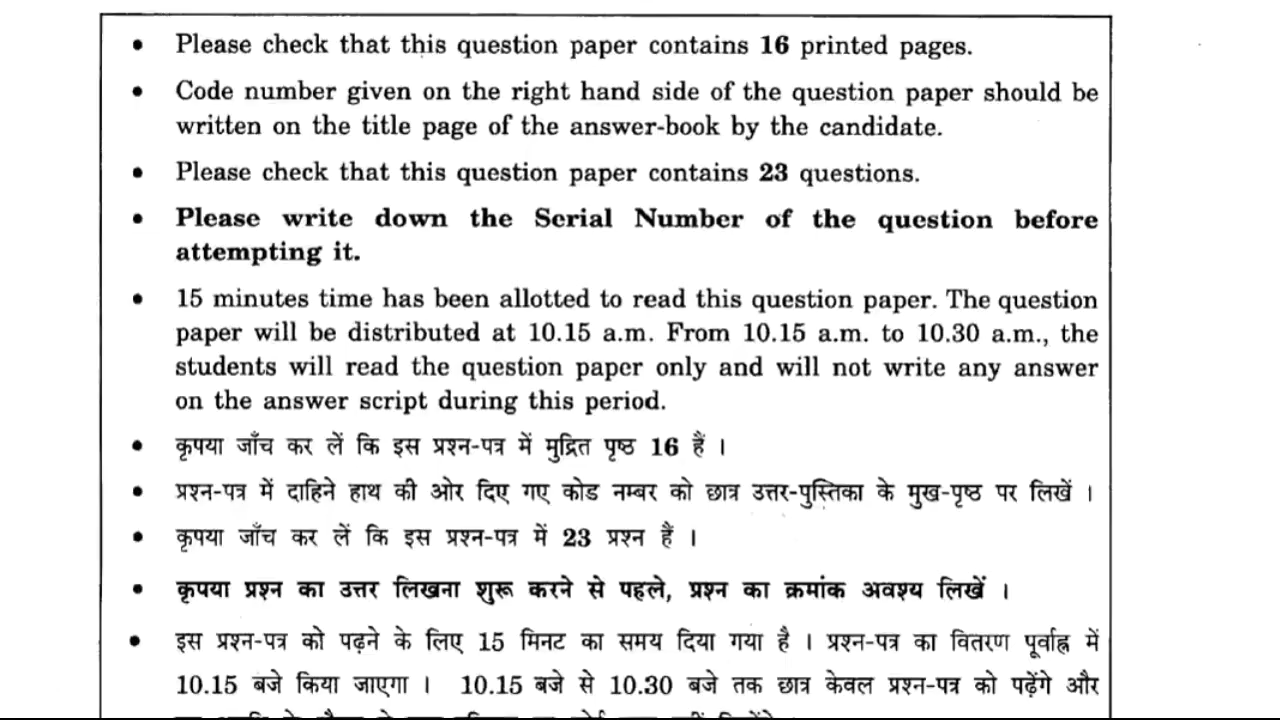 • Please check that this question paper contains 16 printed pages.
• Code number given on the right hand side of the question paper should be
written on the title page of the answer-book by the candidate.
• Please check that this question paper contains 23 questions.
• Please write down the Serial Number of the question before
attempting it.
• 15 minutes time has been allotted to read this question paper. The question
paper will be distributed at 10.15 a.m. From 10.15 a.m. to 10.30 a.m., the
students will read the question paper only and will not write any answer
on the answer script during this period.
• कृपया जाँच कर लें कि इस प्रश्न-पत्र में मुद्रित पृष्ठ 16 हैं ।
• प्रश्न-पत्र में दाहिने हाथ की ओर दिए गए कोड नम्बर को छात्र उत्तर-पुस्तिका के मुख-पृष्ठ पर लिखें ।
• कृपया जाँच कर लें कि इस प्रश्न-पत्र में 23 प्रश्न हैं ।
• कृपया प्रश्न का उत्तर लिखना शुरू करने से पहले, प्रश्न का क्रमांक अवश्य लिखें ।
• इस प्रश्न-पत्र को पढ़ने के लिए 15 मिनट का समय दिया गया है । प्रश्न-पत्र का वितरण पूर्वाह्न में
10.15 बजे किया जाएगा । 10.15 बजे से 10.30 बजे तक छात्र केवल प्रश्न-पत्र को पढ़ेंगे और